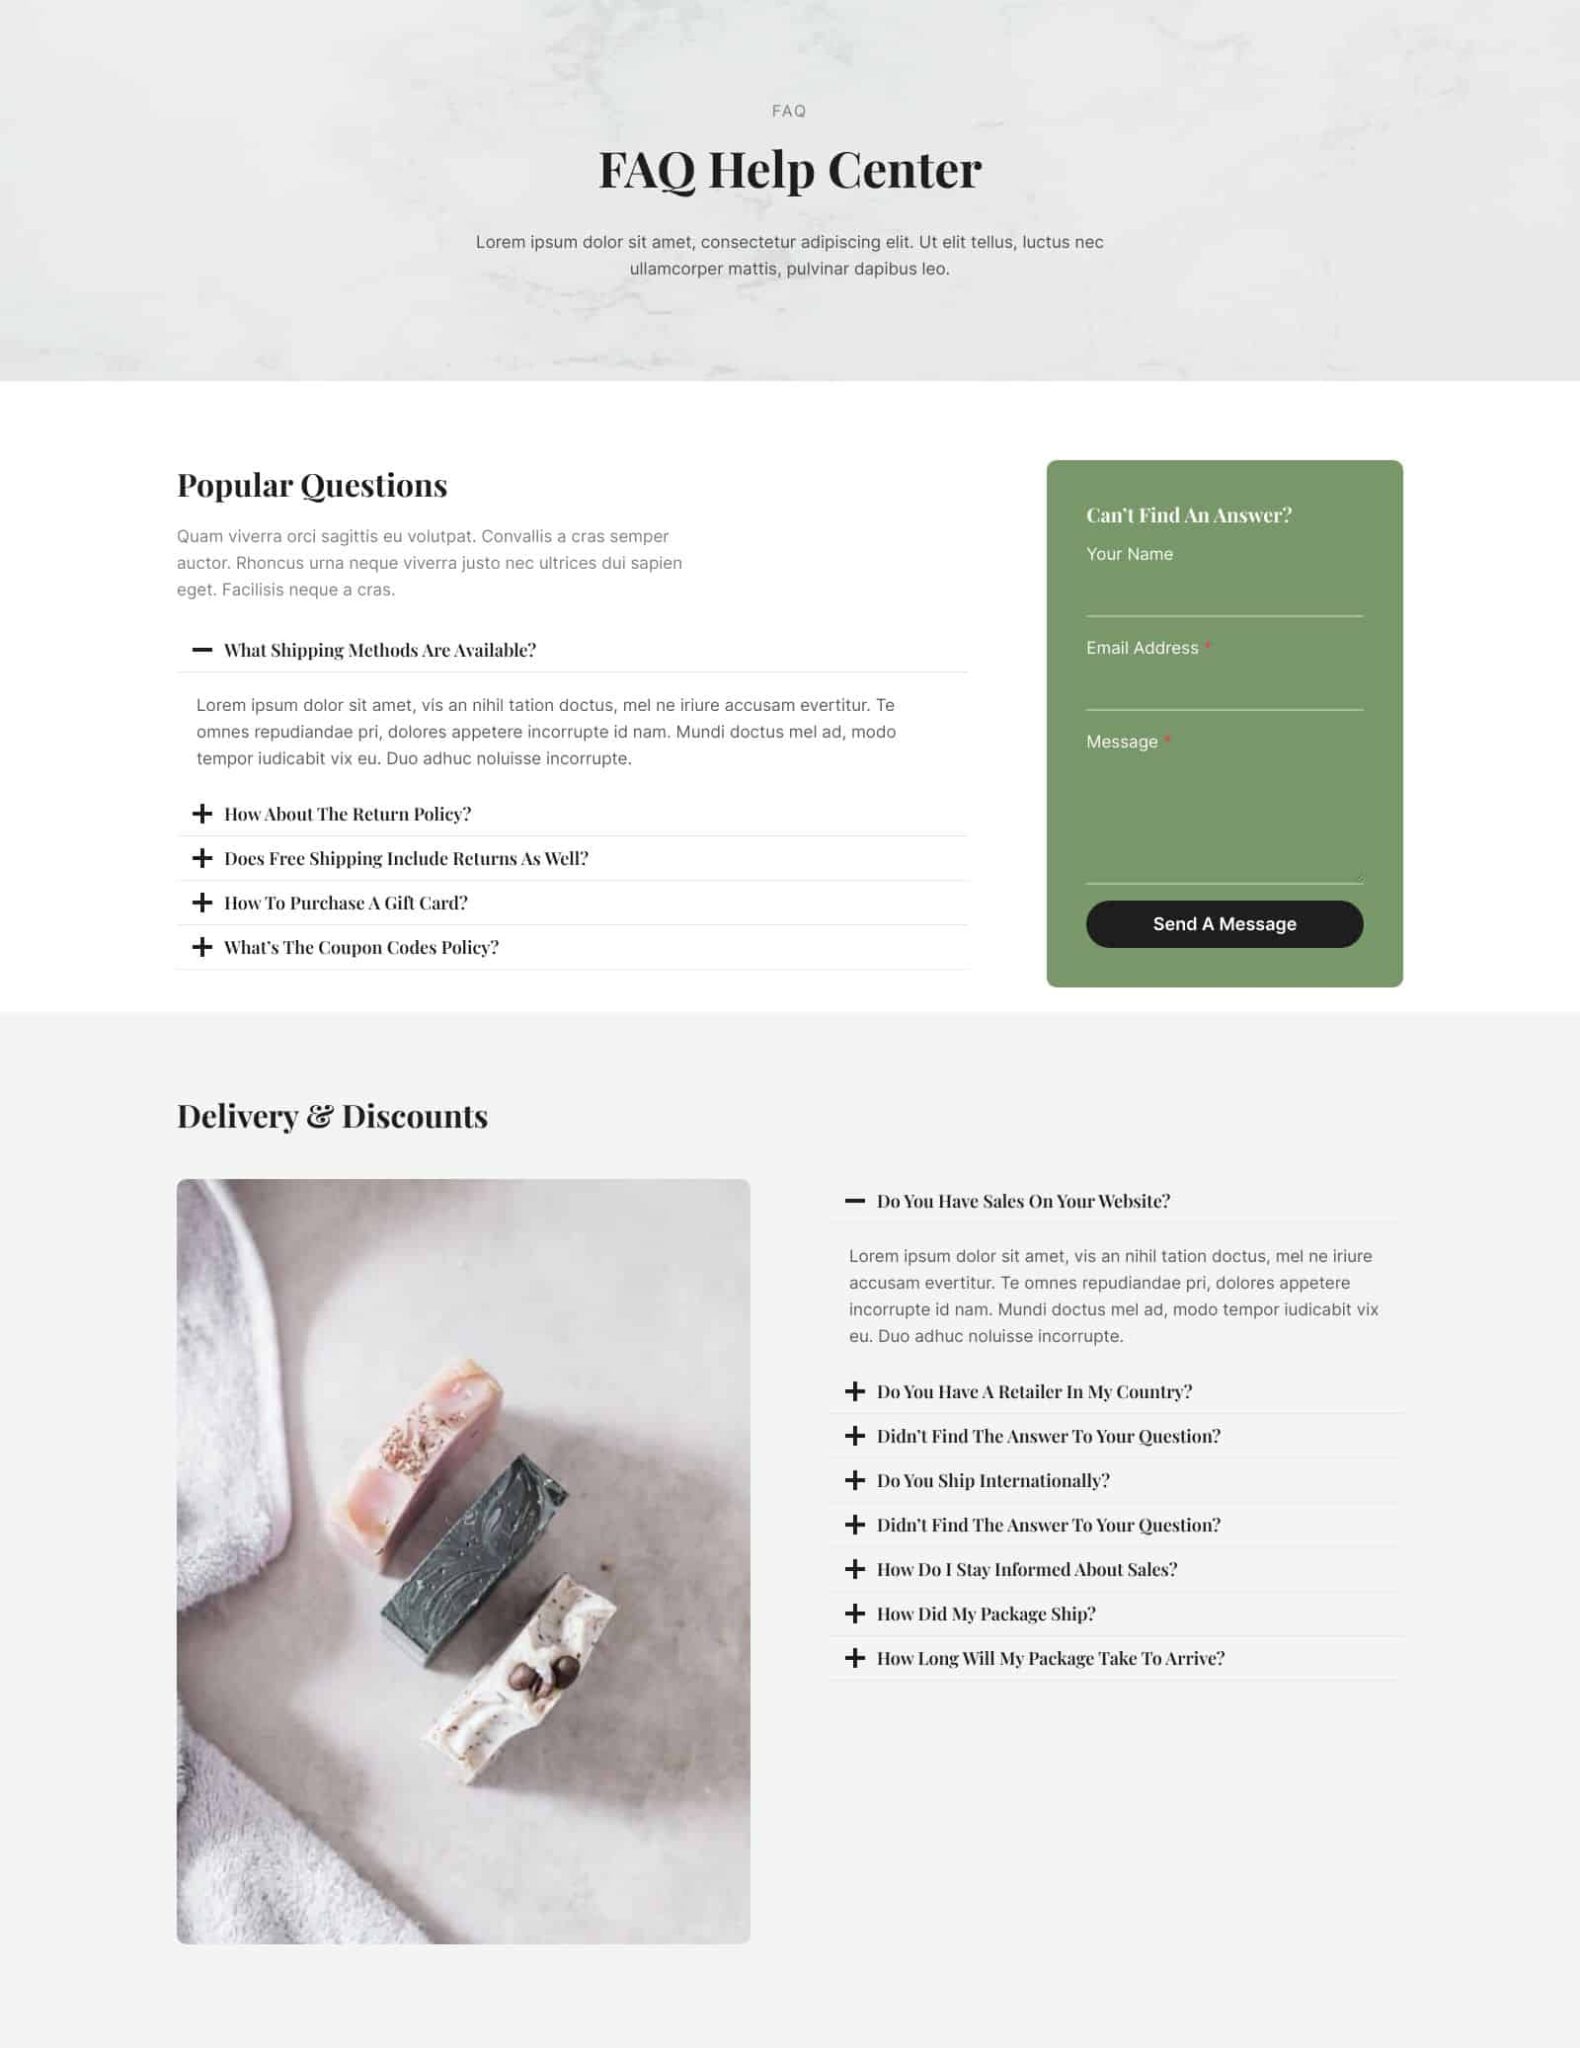 FAQ
FAQ Help Center
Lorem ipsum dolor sit amet, consectetur adipiscing elit. Ut elit tellus, luctus nec
ullamcorper mattis, pulvinar dapibus leo.
Popular Questions
Quam viverra orci sagittis eu volutpat. Convallis a cras semper
auctor. Rhoncus urna neque viverra justo nec ultrices dui sapien
eget. Facilisis neque a cras.
What Shipping Methods Are Available?
Lorem ipsum dolor sit amet, vis an nihil tation doctus, mel ne iriure accusam evertitur. Te
omnes repudiandae pri, dolores appetere incorrupte id nam. Mundi doctus mel ad, modo
tempor iudicabit vix eu. Duo adhuc noluisse incorrupte.
How About The Return Policy?
Does Free Shipping Include Returns As Well?
How To Purchase A Gift Card?
What’s The Coupon Codes Policy?
Can’t Find An Answer?
Your Name
Email Address *
Message *
Send A Message
Delivery & Discounts
Do You Have Sales On Your Website?
Lorem ipsum dolor sit amet, vis an nihil tation doctus, mel ne iriure
accusam evertitur. Te omnes repudiandae pri, dolores appetere
incorrupte id nam. Mundi doctus mel ad, modo tempor iudicabit vix
eu. Duo adhuc noluisse incorrupte.
Do You Have A Retailer In My Country?
Didn’t Find The Answer To Your Question?
Do You Ship Internationally?
Didn’t Find The Answer To Your Question?
How Do I Stay Informed About Sales?
How Did My Package Ship?
How Long Will My Package Take To Arrive?